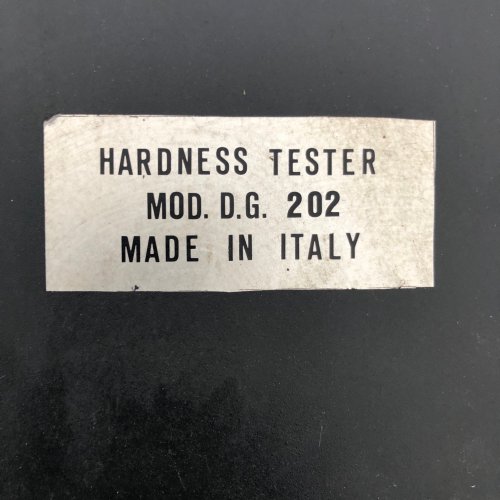 HARDNESS TESTER
MOD. D.G. 202
MADE IN ITALY